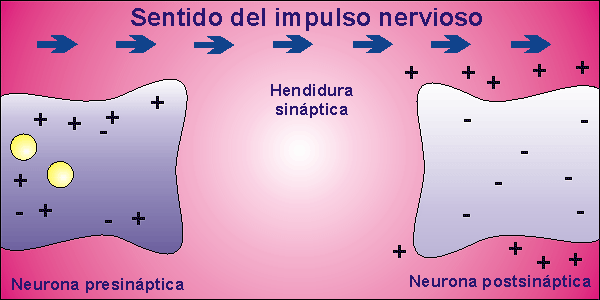 Sentido del impulso nervioso
Hendidura
sináptica
Neurona presináptica
Neurona postsináptica